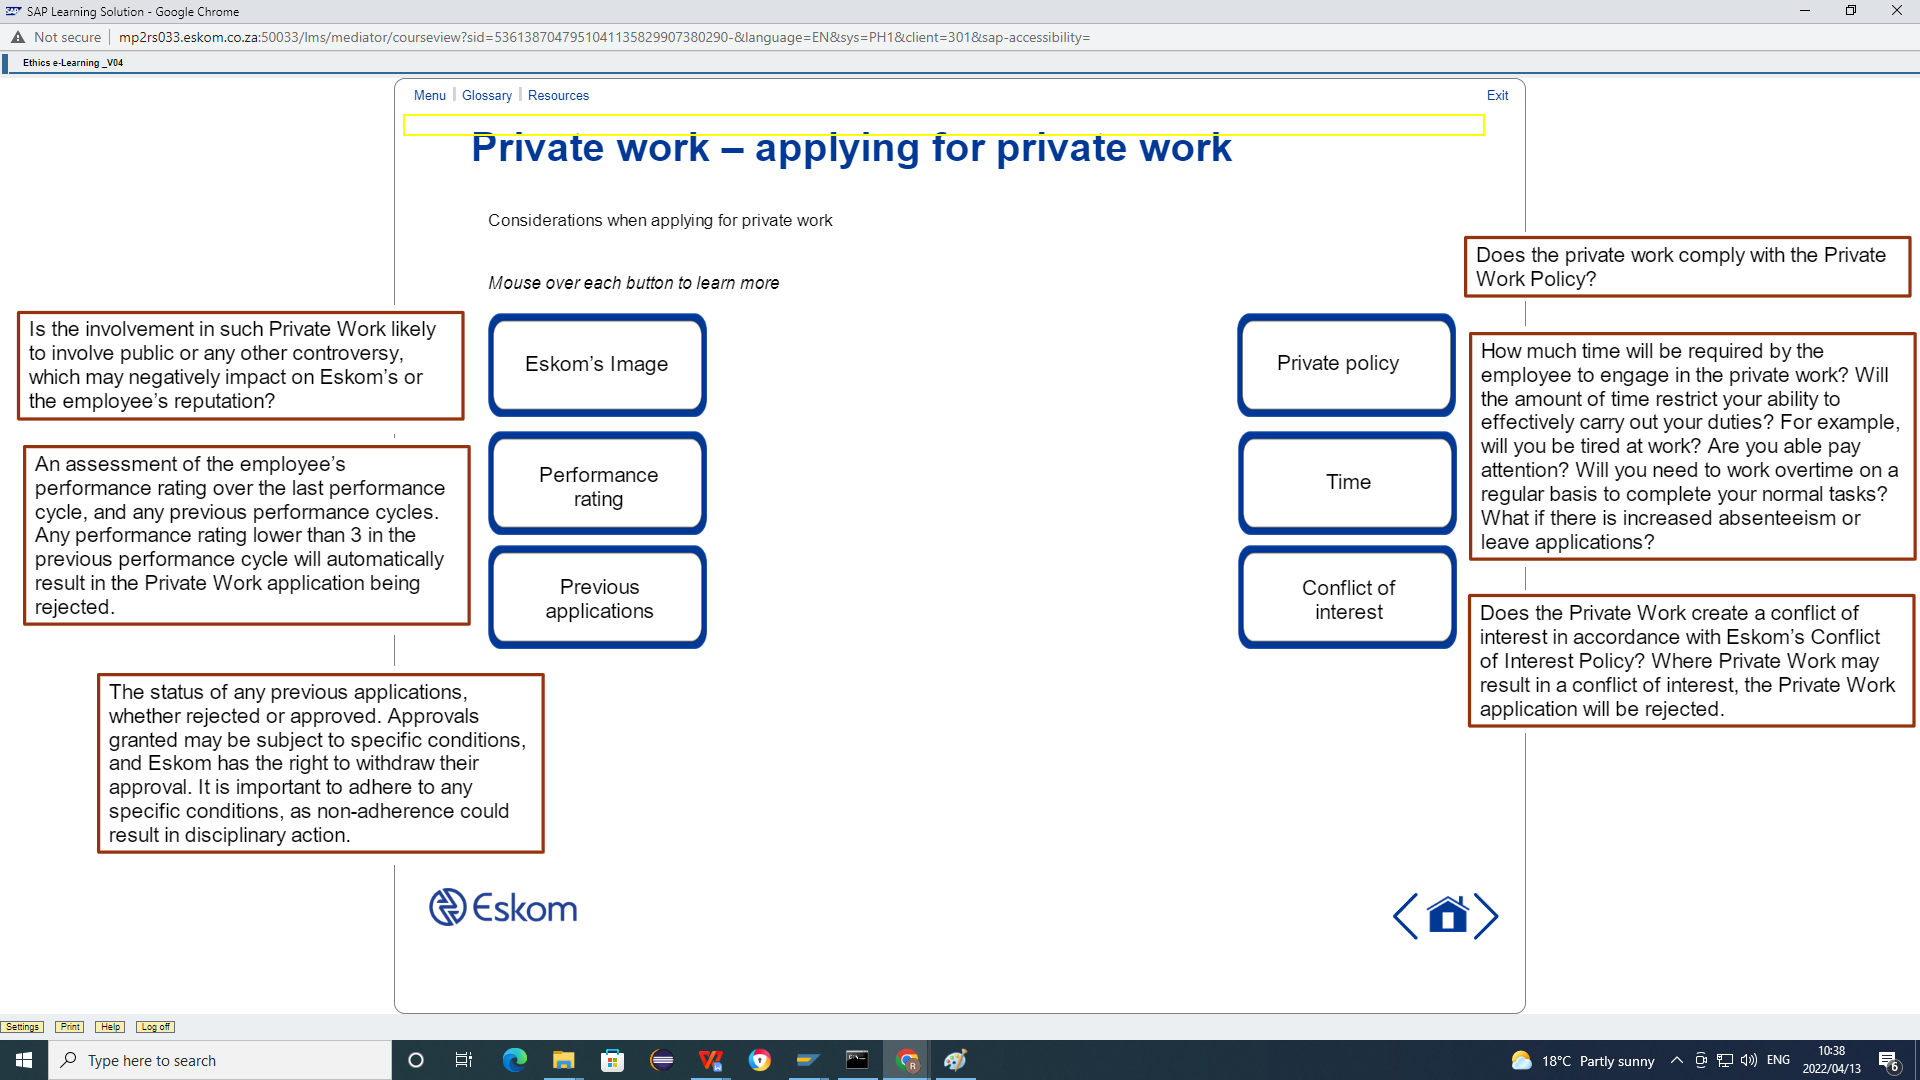 SAP Learning Solution - Google Chrome
Not secure
mp2rs033.eskom.co.za:50033/lms/mediator/courseview?sid=5361387047951041135829907380290-&language=EN&sys=PH1&client=301&sap-accessibility=
Ethics e-Learning _V04
Menu
Glossary
Resources
Exit
Private work – applying for private work
Considerations when applying for private work
Mouse over each button to learn more
Is the involvement in such Private Work likely
to involve public or any other controversy,
which may negatively impact on Eskom’s or
the employee’s reputation?
Eskom’s Image
An assessment of the employee’s
performance rating over the last performance
cycle, and any previous performance cycles.
Any performance rating lower than 3 in the
previous performance cycle will automatically
result in the Private Work application being
rejected.
Performance
rating
Previous
applications
The status of any previous applications,
whether rejected or approved. Approvals
granted may be subject to specific conditions,
and Eskom has the right to withdraw their
approval. It is important to adhere to any
specific conditions, as non-adherence could
result in disciplinary action.
Does the private work comply with the Private
Work Policy?
Private policy
How much time will be required by the
employee to engage in the private work? Will
the amount of time restrict your ability to
effectively carry out your duties? For example,
will you be tired at work? Are you able pay
attention? Will you need to work overtime on a
regular basis to complete your normal tasks?
What if there is increased absenteeism or
leave applications?
Time
Conflict of
interest
Does the Private Work create a conflict of
interest in accordance with Eskom’s Conflict
of Interest Policy? Where Private Work may
result in a conflict of interest, the Private Work
application will be rejected.
Eskom
Settings
Print
Help
Log off
Type here to search
18°C Partly sunny
ENG
10:38
2022/04/13
6